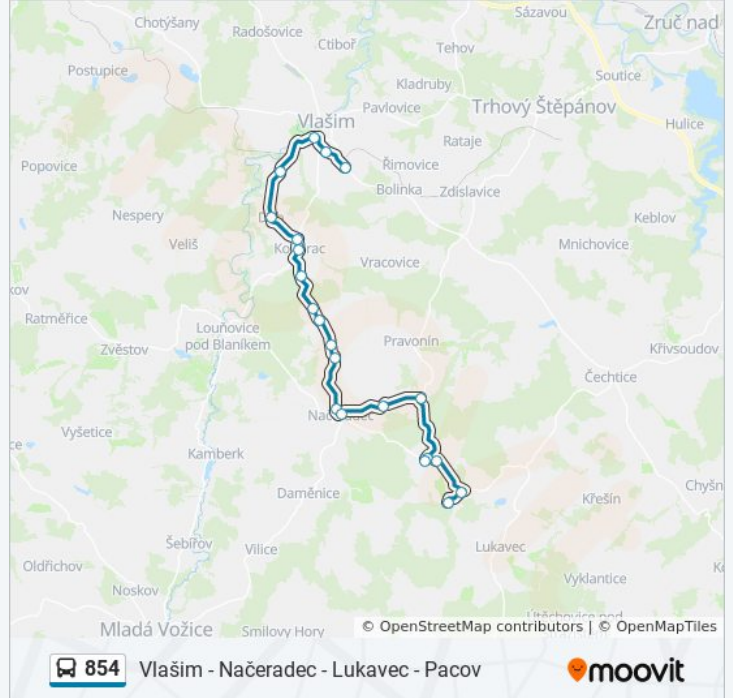 Sázavou
Chotýšany
Zruč nad
Radošovice
Ctiboř
Tehov
Postupice
Soutice
Kladruby
Pavlovice
Trhový Štěpánov
Vlašim
Hulice
Rataje
Popovice
Římovice
Bolinka
Zdislavice
Nespery
Keblov
Veliš
Mnichovice
Vracovice
kov
Ratměřice
Louňovice
pod Blaníkem
Pravonín
Zvěstov
Křivsoudov
Čechtice
Načeradec
Vyšetice
ce
Kamberk
Chyšn
Daměnice
Křešín
Šebířov
Vilice
Lukavec
Oldřichov
Vyklantice
Noskov
Mladá Vožice
Smilovy Hory
© OpenStreetMap contributors | © OpenMapTiles
854 Vlašim - Načeradec - Lukavec - Pacov
moovit